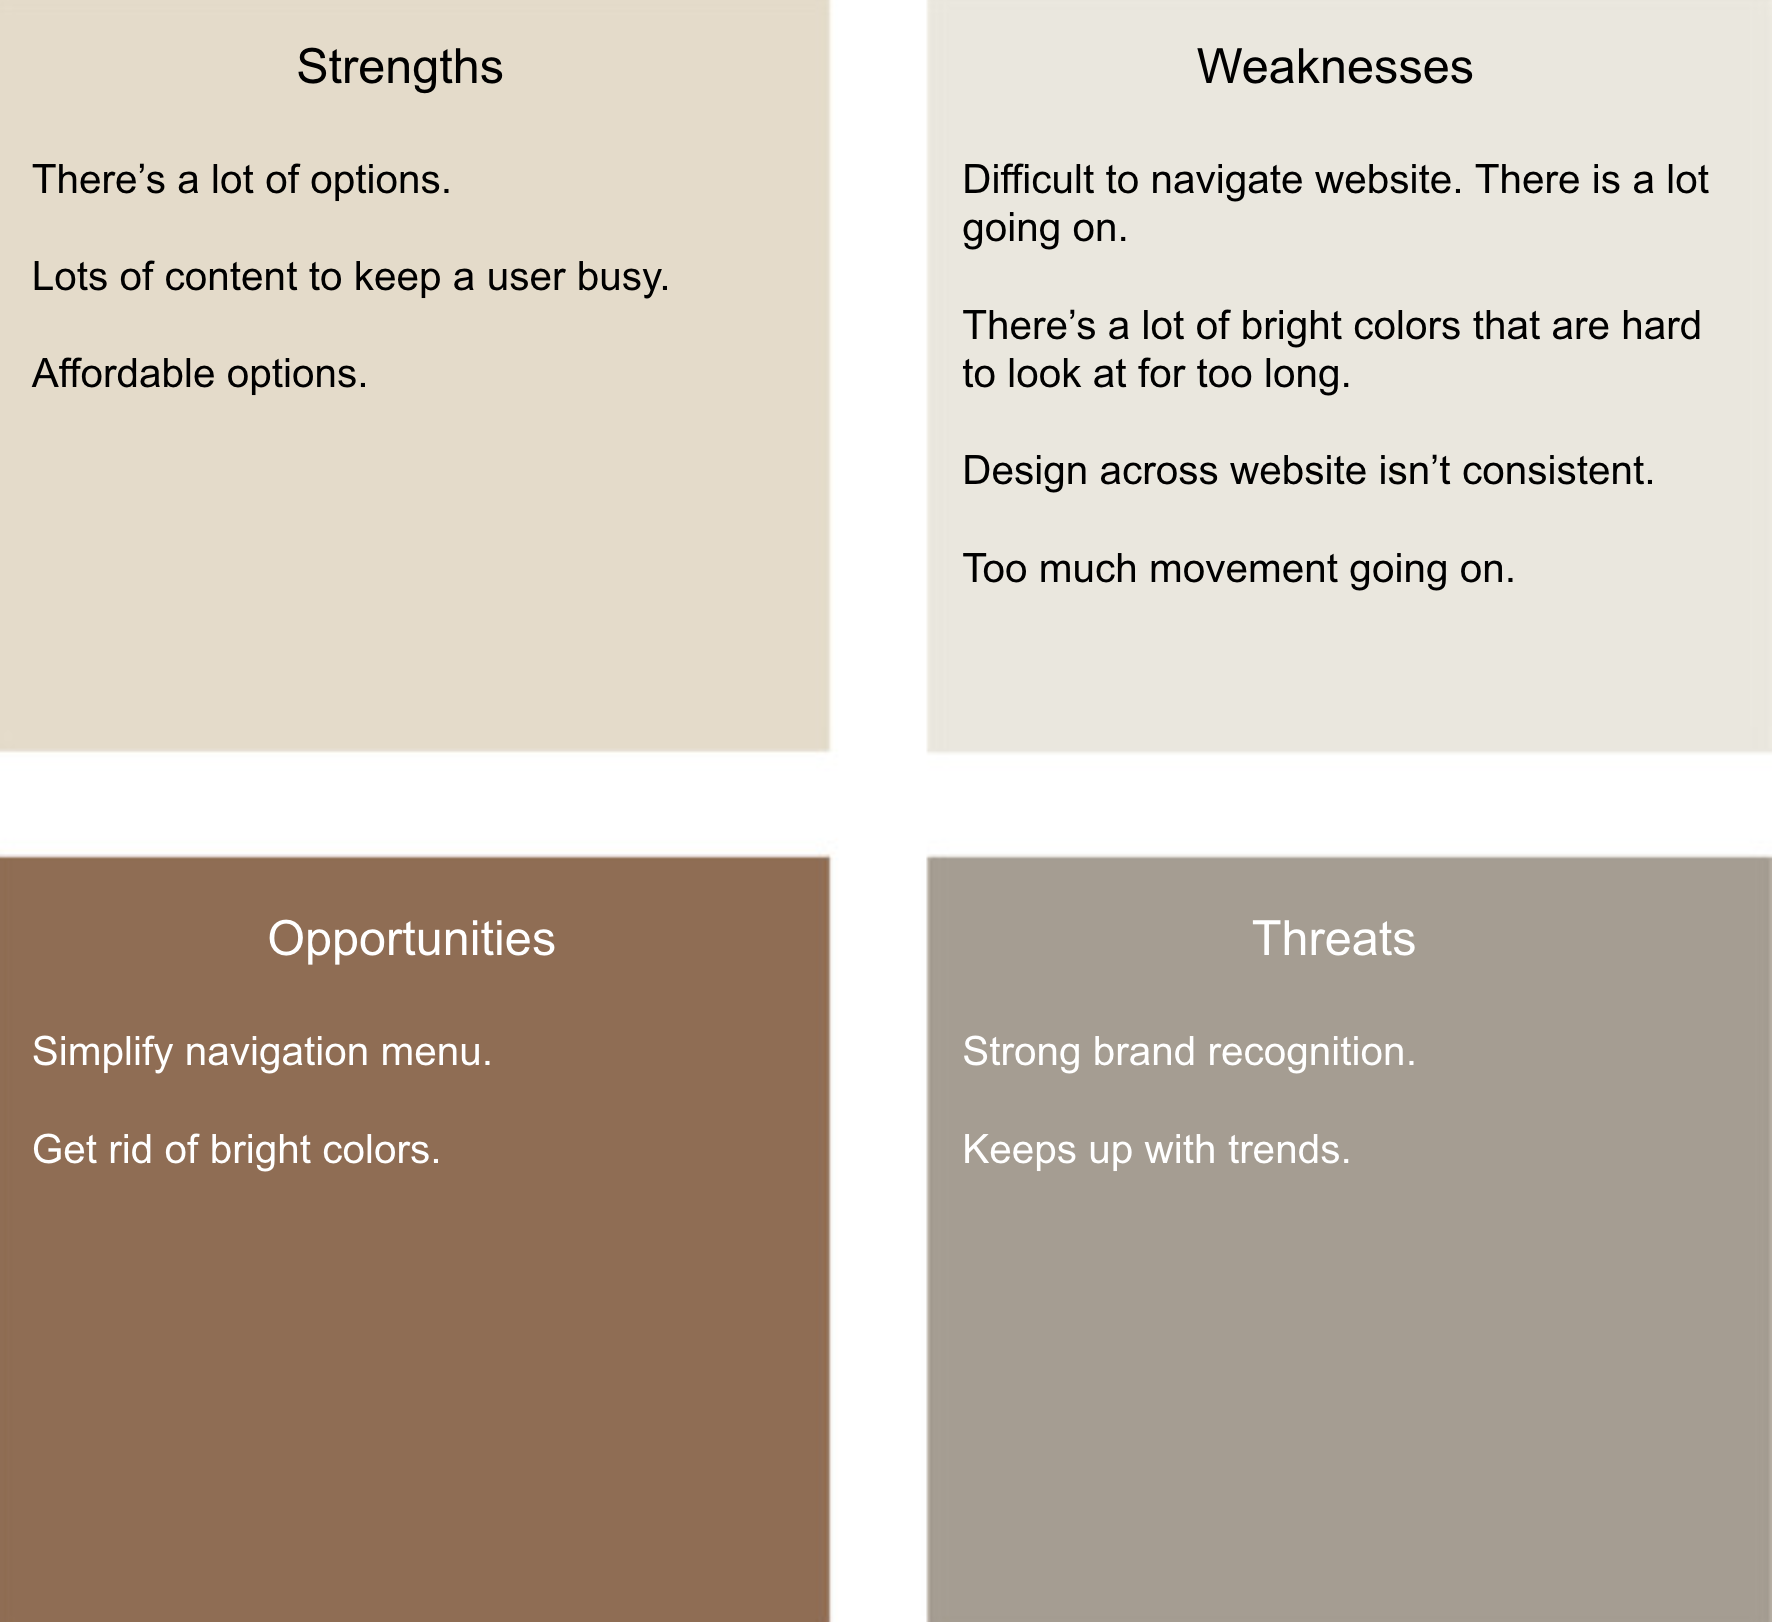 Strengths
There’s a lot of options.
Lots of content to keep a user busy.
Affordable options.
Weaknesses
Difficult to navigate website. There is a lot
going on.
There’s a lot of bright colors that are hard
to look at for too long.
Design across website isn’t consistent.
Too much movement going on.
Opportunities
Simplify navigation menu.
Get rid of bright colors.
Threats
Strong brand recognition.
Keeps up with trends.